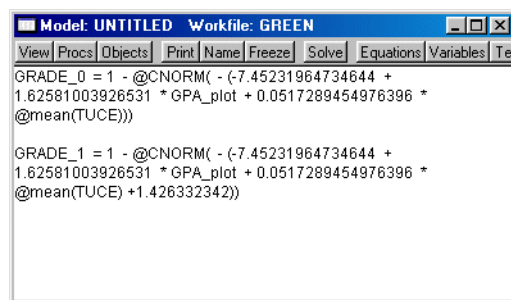 Model: UNTITLED Workfile: GREEN
View Procs Objects Print Name Freeze Solve Equations Variables Te
GRADE_0 = 1 - @CNORM( - (-7.45231964734644 +
1.62581003926531 * GPA_plot + 0.0517289454976396 *
@mean(TUCE)))
GRADE_1 = 1 - @CNORM( - (-7.45231964734644 +
1.62581003926531 * GPA_plot + 0.0517289454976396 *
@mean(TUCE) +1.426332342))